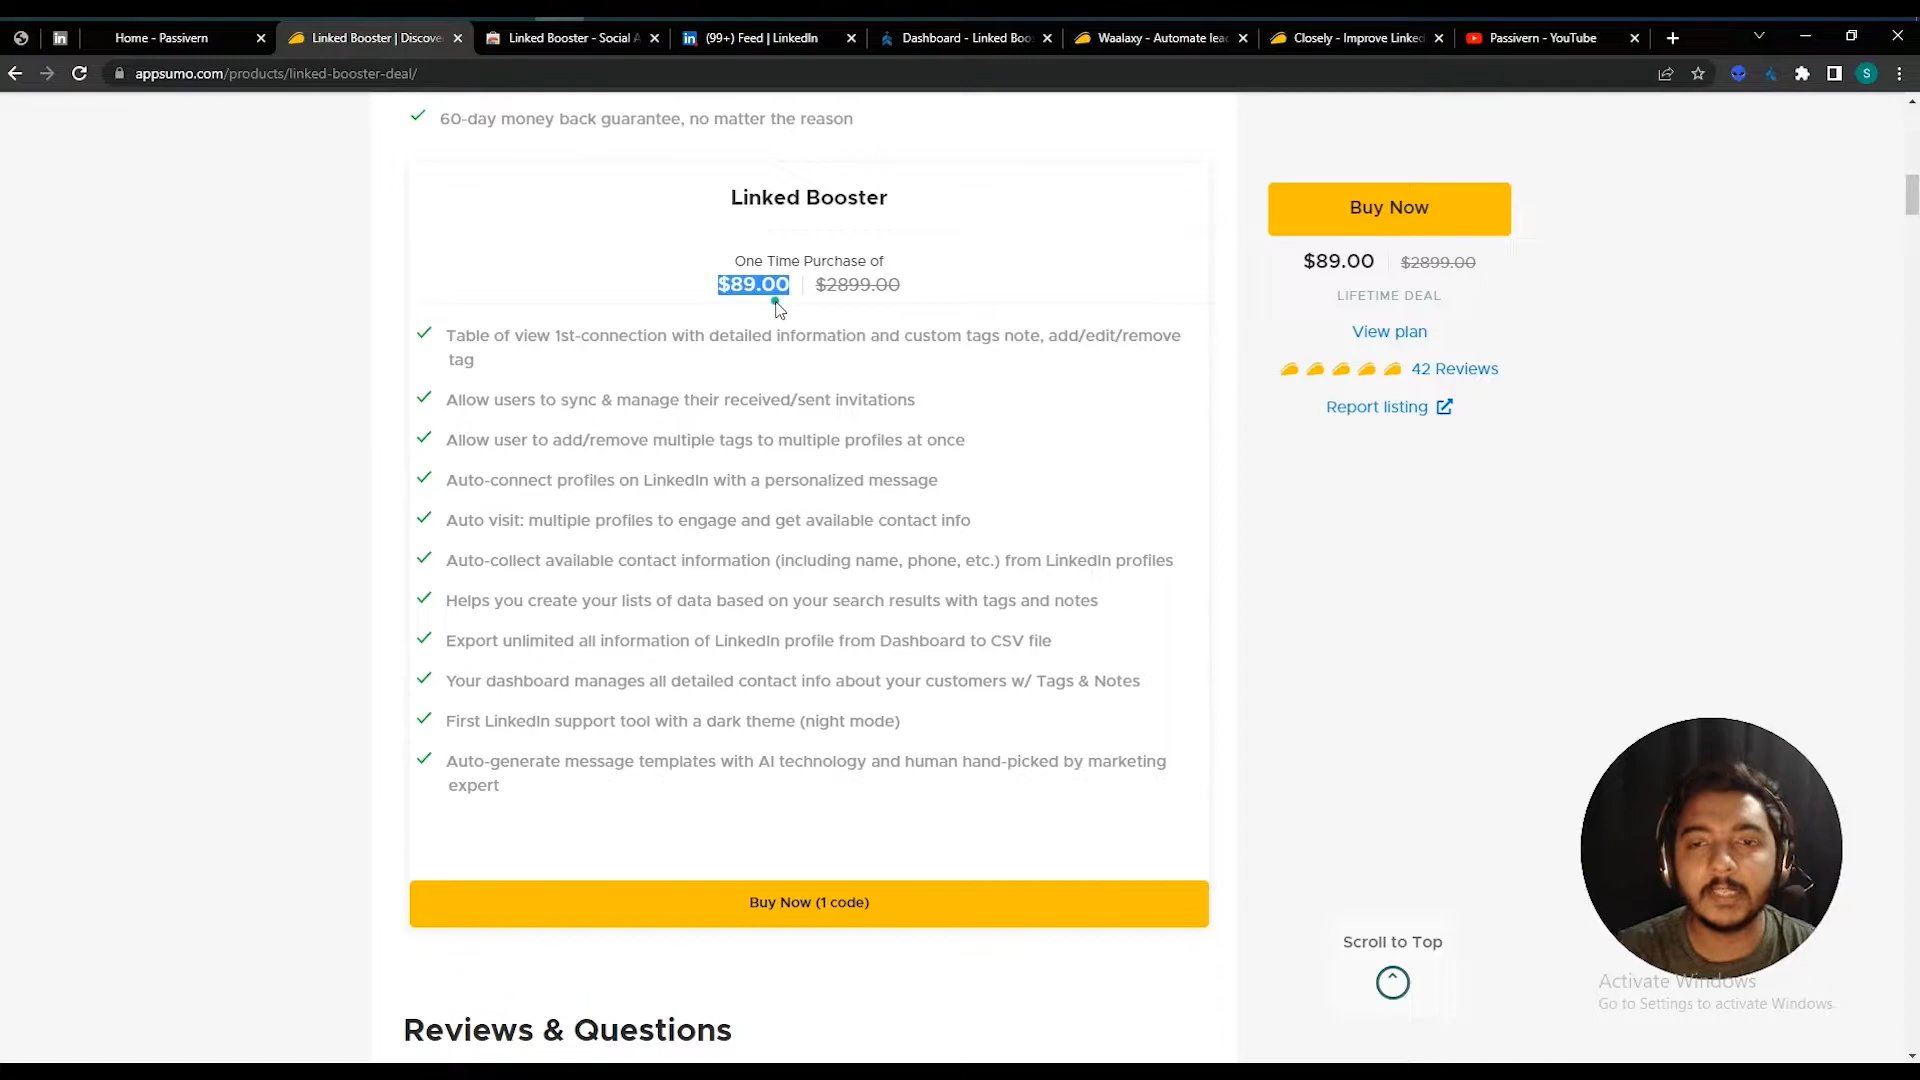 Home - Passivern
Linked Booster | Discove
Linked Booster - Social A
(99+) Feed | LinkedIn
Dashboard - Linked Boo
Waalaxy - Automate lea
Closely - Improve Linked
Passivern - YouTube
appsumo.com/products/linked-booster-deal/
S
60-day money back guarantee, no matter the reason
Linked Booster
One Time Purchase of
$89.00 $2899.00
Table of view 1st-connection with detailed information and custom tags note, add/edit/remove
tag
Allow users to sync & manage their received/sent invitations
Allow user to add/remove multiple tags to multiple profiles at once
Auto-connect profiles on LinkedIn with a personalized message
Auto visit: multiple profiles to engage and get available contact info
Auto-collect available contact information (including name, phone, etc.) from LinkedIn profiles
Helps you create your lists of data based on your search results with tags and notes
Export unlimited all information of LinkedIn profile from Dashboard to CSV file
Your dashboard manages all detailed contact info about your customers w/ Tags & Notes
First LinkedIn support tool with a dark theme (night mode)
Auto-generate message templates with AI technology and human hand-picked by marketing
expert
Buy Now (1 code)
Reviews & Questions
Buy Now
$89.00 $2899.00
LIFETIME DEAL
View plan
42 Reviews
Report listing
Scroll to Top
Activate Windows
Go to Settings to activate Windows.